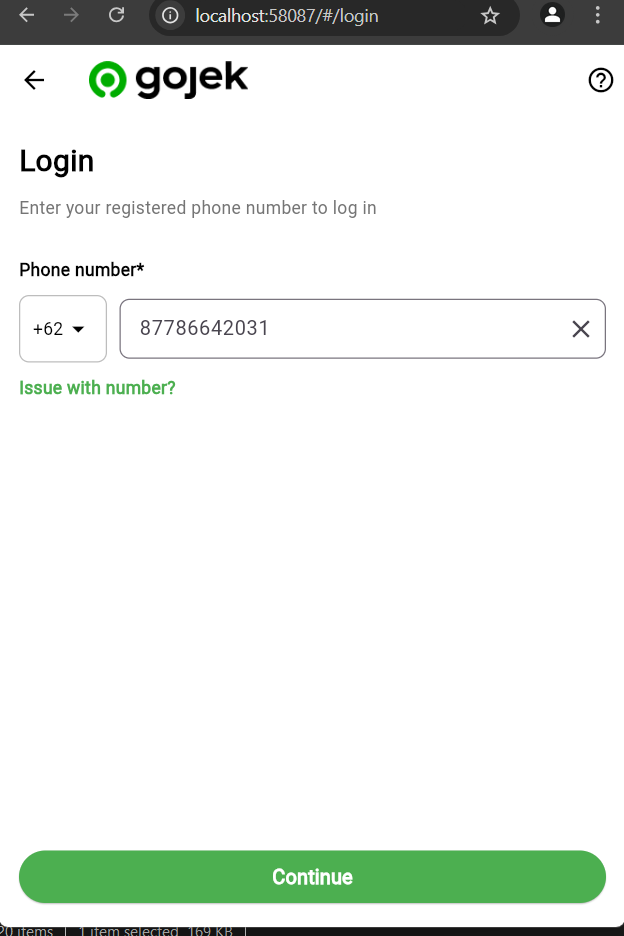 localhost:58087/#/login
gojek
Login
Enter your registered phone number to log in
Phone number*
+62
87786642031
Issue with number?
Continue
20 items
1 item selected 169 KB